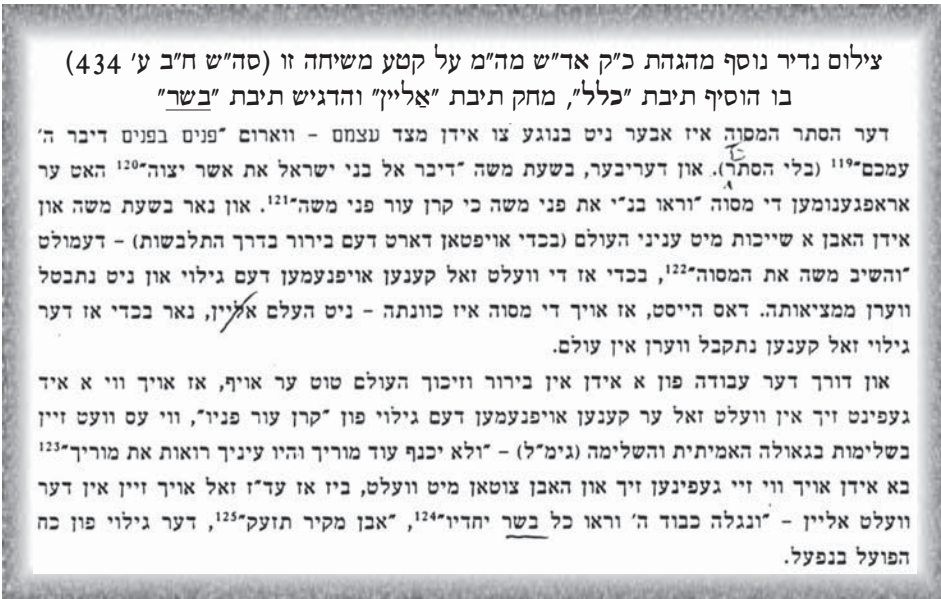 צילום נדיר נוסף מהגהת כ"ק אד"ש מה"מ על קטע משיחה זו (סה"ש ח"ב ע' 434)
בו הוסיף תיבת "כלל", מחק תיבת "אַליין" והדגיש תיבת "בשר"
דער הסתר המסוה איז אבער ניט בנוגע צו אידן מצד עצמם – ווארום "פנים בפנים דיבר ה'
עמכם"119 (בלי הסתר). און דעריבער, בשעת משה "דיבר אל בני ישראל את אשר יצוה"120 האט ער
אראפגענומען די מסוה "וראו בנ"י את פני משה כי קרן עור פני משה"121. און נאר בשעת משה און
אידן האבן א שייכות מיט עניני העולם (בכדי אויפטאן דארט דעם בירור בדרך התלבשות) – דעמולט
"והשיב משה את המסוה"122, בכדי אז די וועלט זאל קענען אויפנעמען דעם גילוי און ניט נתבטל
ווערן ממציאותה. דאס הייסט, אז אויך די מסוה איז כוונתה – ניט העלם אליין, נאר בכדי אז דער
גילוי זאל קענען נתקבל ווערן אין עולם.
און דורך דער עבודה פון א אידן אין בירור וזיכוך העולם טוט ער אויף, אז אויך ווי א איד
געפינט זיך אין וועלט זאל ער קענען אויפנעמען דעם גילוי פון "קרן עור פניו", ווי עס וועט זיין
בשלימות בגאולה האמיתית והשלימה (גימ"ל) – "ולא יכנף עוד מוריך והיו עיניך רואות את מוריך"123
בא אידן אויך ווי זיי געפינען זיך און האבן צוטאן מיט וועלט, ביז אז עד"ז זאל אויך זיין אין דער
וועלט אליין – "ונגלה כבוד ה' וראו כל בשר יחדיו"124, "אבן מקיר תזעק"125, דער גילוי פון כח
הפועל בנפעל.